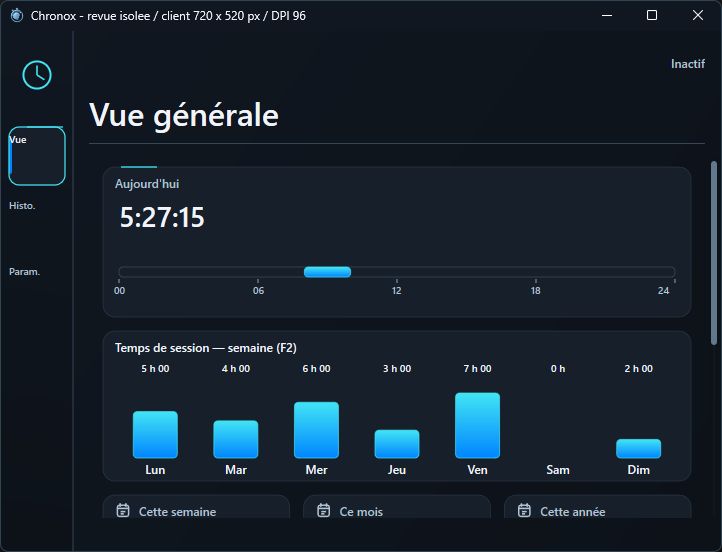 Chronox - revue isolee / client 720 x 520 px / DPI 96
Inactif
Vue générale
Vue
Histo.
Param.
Aujourd'hui
5:27:15
00 06 12 18 24
Temps de session — semaine (F2)
5 h 00 4 h 00 6 h 00 3 h 00 7 h 00 0 h 2 h 00
Lun Mar Mer Jeu Ven Sam Dim
Cette semaine Ce mois Cette année